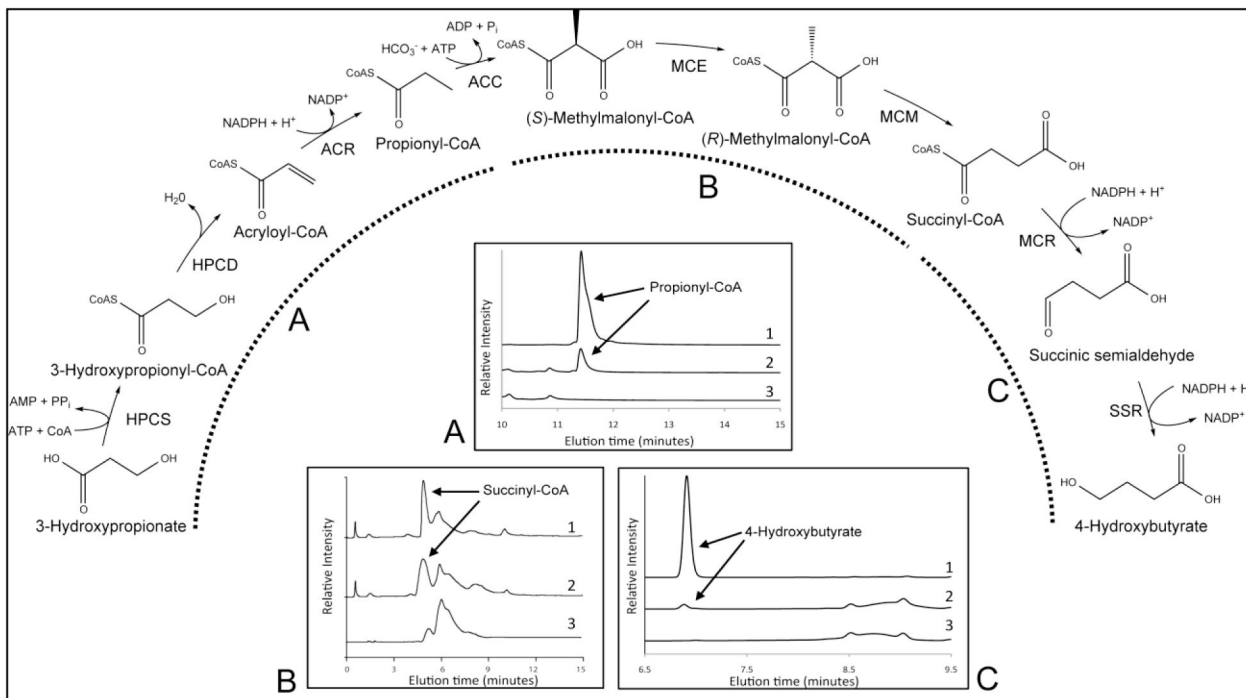 ADP + Pi
HCO3- + ATP
ACC
CoAS
OH
O
O
(S)-Methylmalonyl-CoA
MCE
CoAS
OH
O
O
(R)-Methylmalonyl-CoA
MCM
NADP+
NADPH + H+
ACR
CoAS
O
Propionyl-CoA
O
CoAS
OH
O
Succinyl-CoA
NADPH + H+
NADP+
MCR
H20
HPCD
CoAS
O
Acryloyl-CoA
B
A
C
O
OH
O
Succinic semialdehyde
CoAS
OH
O
3-Hydroxypropionyl-CoA
AMP + PPi
ATP + CoA
HPCS
NADPH + H
NADP+
SSR
HO
OH
O
3-Hydroxypropionate
O
HO
OH
4-Hydroxybutyrate
Relative Intensity
Propionyl-CoA
1
2
3
10 11 12 13 14 15
Elution time (minutes)
A
Relative Intensity
Succinyl-CoA
1
2
3
0 3 6 9 12 15
Elution time (minutes)
B
Relative Intensity
4-Hydroxybutyrate
1
2
3
6.5 7.5 8.5 9.5
Elution time (minutes)
C